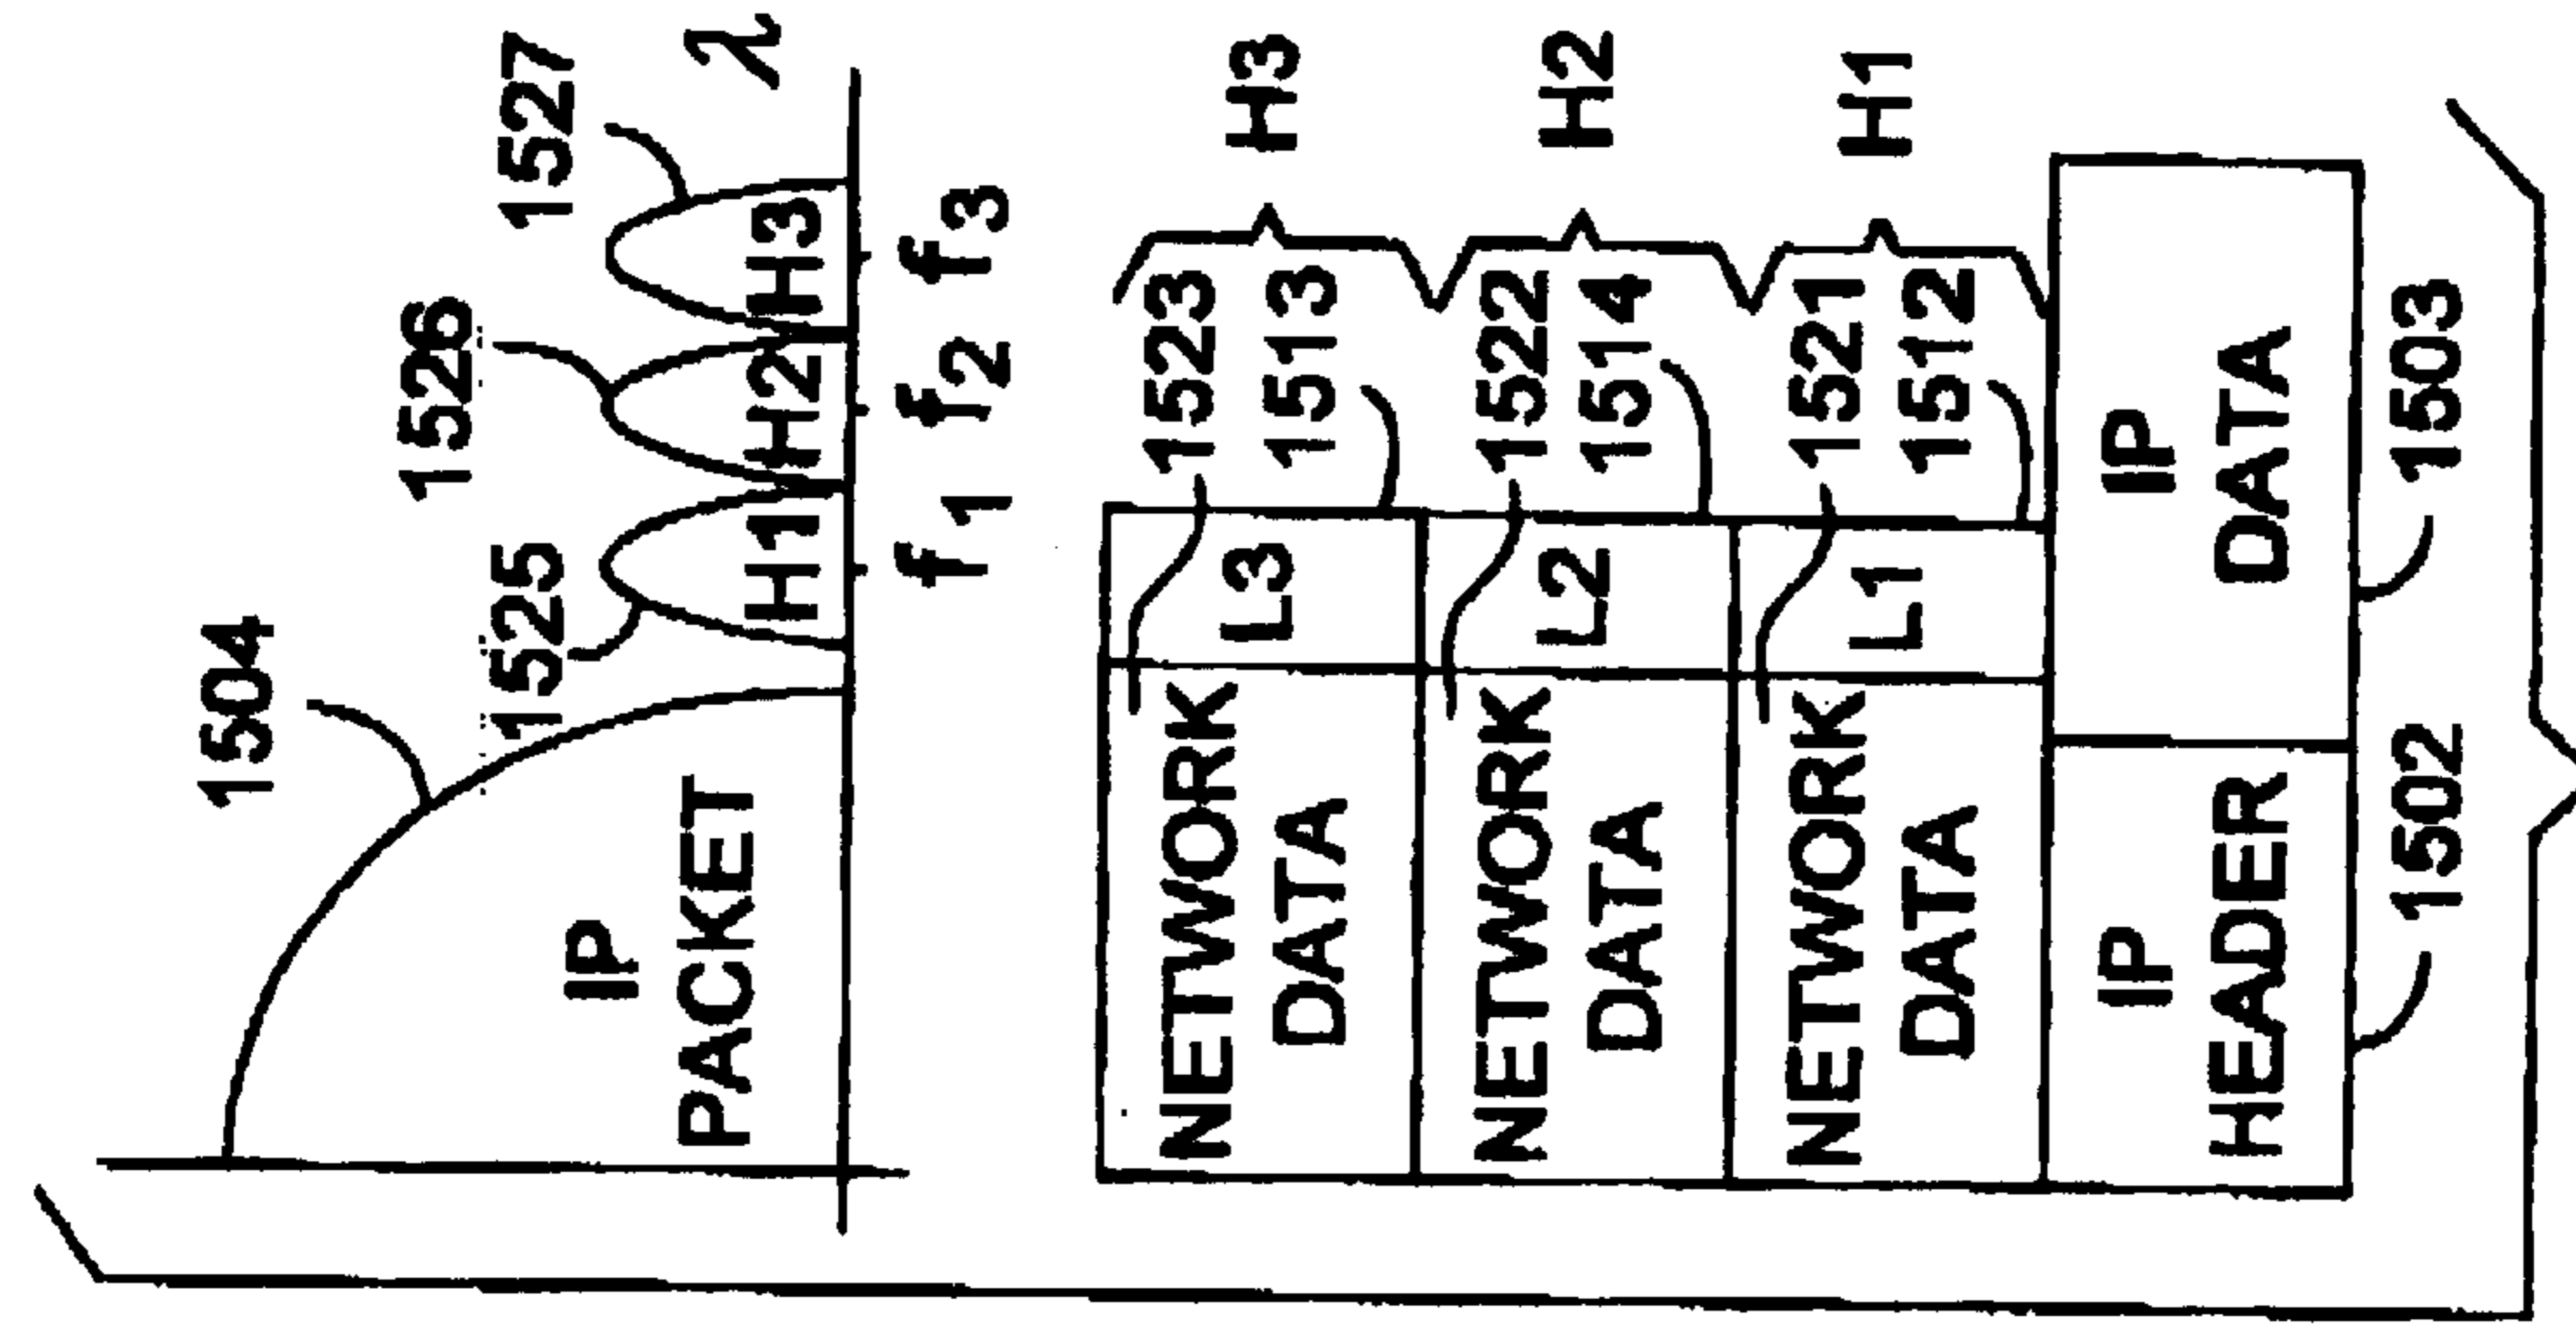 1504
1526
1527
1525
IP
PACKET
H1
H2
H3
λ
f1
f2
f3
NETWORK
DATA
L3
1523
1513
H3
NETWORK
DATA
L2
1522
1514
H2
NETWORK
DATA
L1
1521
1512
H1
IP
HEADER
IP
DATA
1502
1503